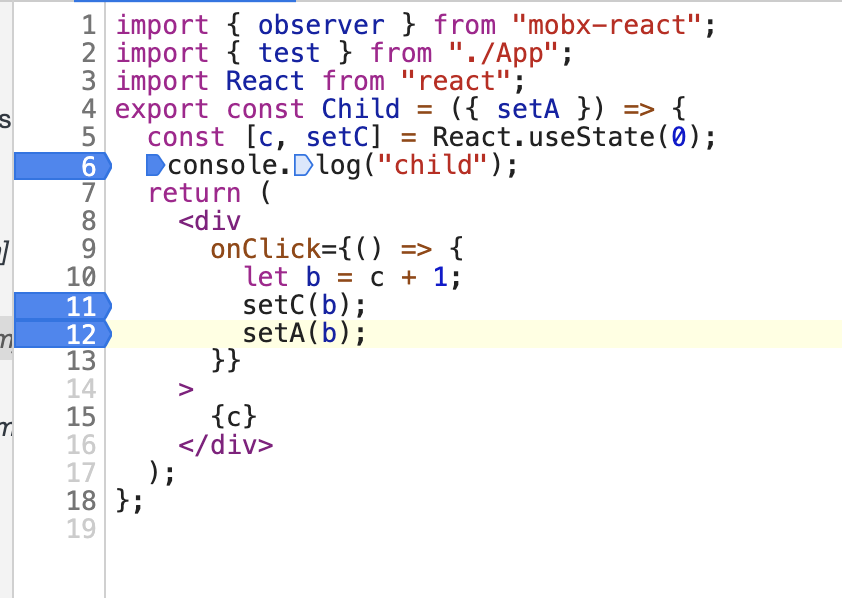 1 import { observer } from "mobx-react";
2 import { test } from "./App";
3 import React from "react";
4 export const Child = ({ setA }) => {
5 const [c, setC] = React.useState(0);
6 console.log("child");
7 return (
8 <div
9 onClick={() => {
10 let b = c + 1;
11 setC(b);
12 setA(b);
13 }}
14 >
15 {c}
16 </div>
17 );
18 };
19